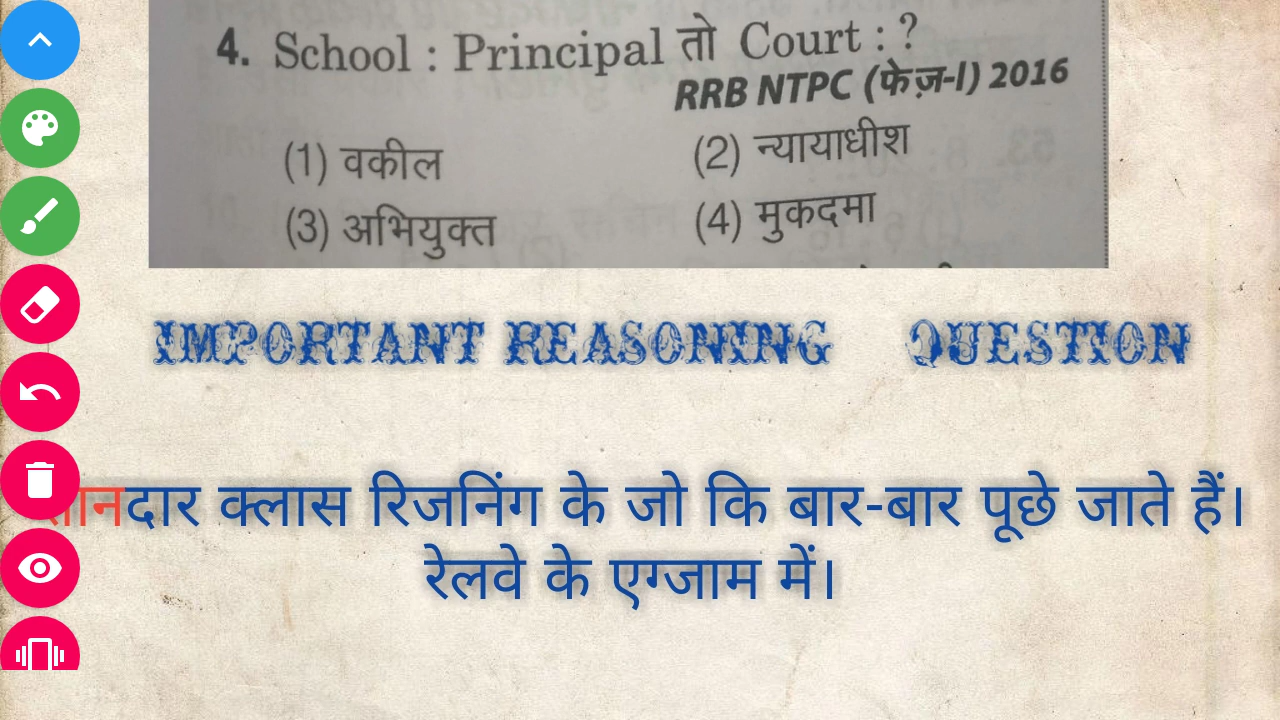 4. School : Principal तो Court : ?
RRB NTPC (फेज़-I) 2016
(1) वकील (2) न्यायाधीश
(3) अभियुक्त (4) मुकदमा
IMPORTANT REASONING QUESTION
दार क्लास रिजनिंग के जो कि बार-बार पूछे जाते हैं।
रेलवे के एग्जाम में।